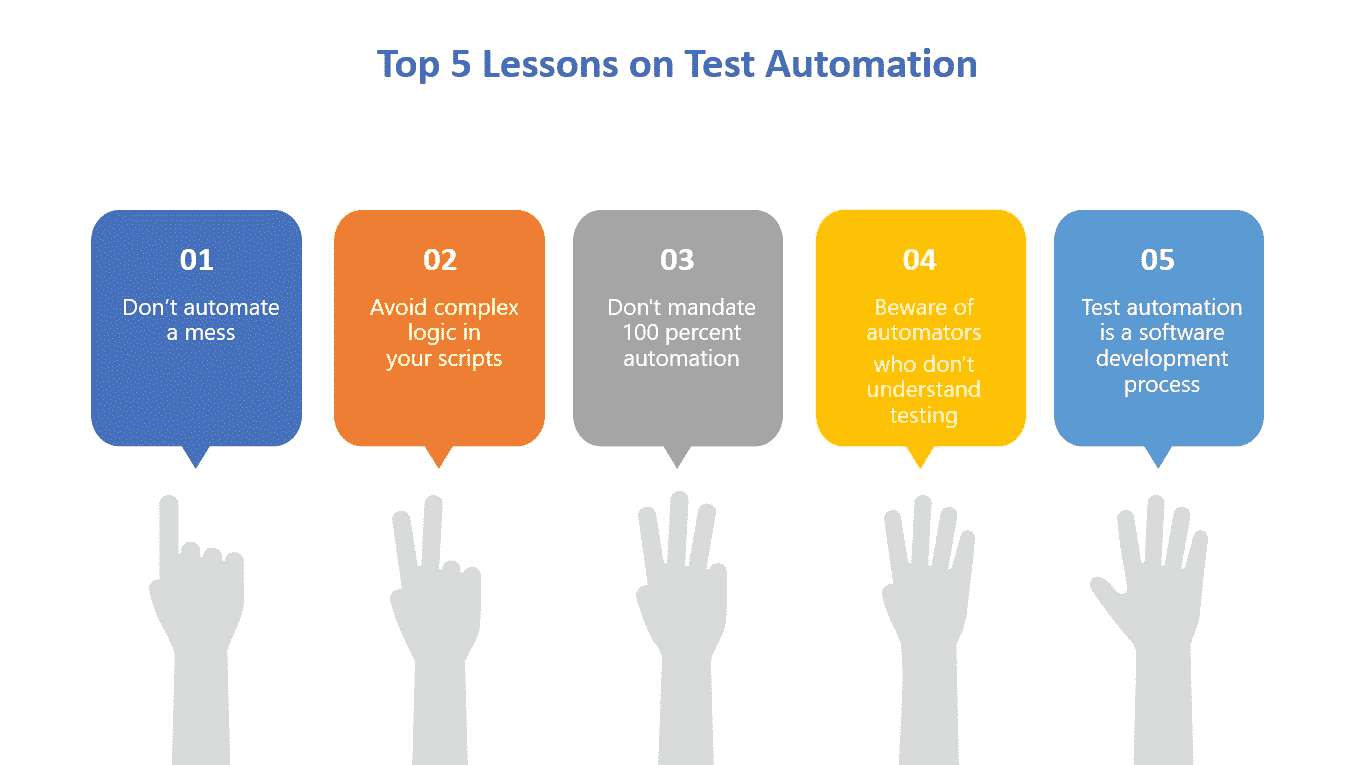 Top 5 Lessons on Test Automation
01
Don’t automate
a mess
02
Avoid complex
logic in
your scripts
03
Don't mandate
100 percent
automation
04
Beware of
automators
who don't
understand
testing
05
Test automation
is a software
development
process